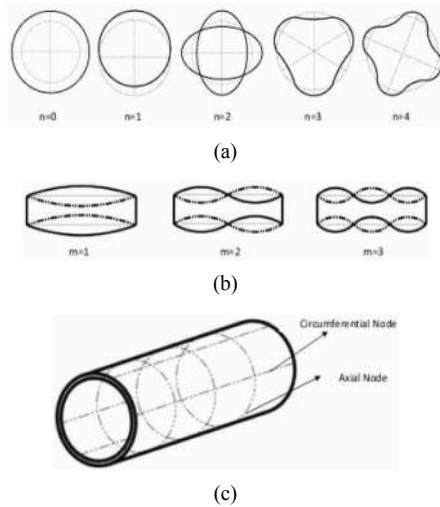 n=0 n=1 n=2 n=3 n=4
(a)
m=1 m=2 m=3
(b)
Circumferential Node
Axial Node
(c)